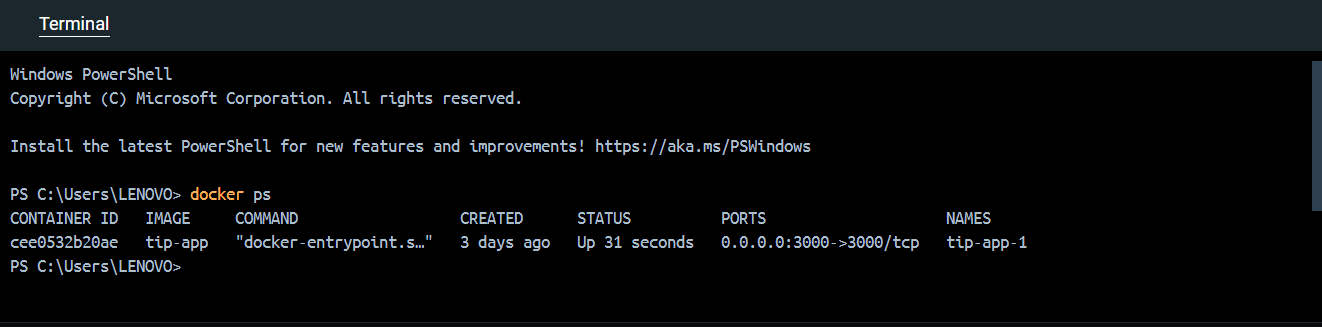 Terminal
Windows PowerShell
Copyright (C) Microsoft Corporation. All rights reserved.
Install the latest PowerShell for new features and improvements! https://aka.ms/PSWindows
PS C:\Users\LENOVO> docker ps
CONTAINER ID   IMAGE     COMMAND                  CREATED      STATUS          PORTS                    NAMES
cee0532b20ae   tip-app   "docker-entrypoint.s…"   3 days ago   Up 31 seconds   0.0.0.0:3000->3000/tcp   tip-app-1
PS C:\Users\LENOVO>